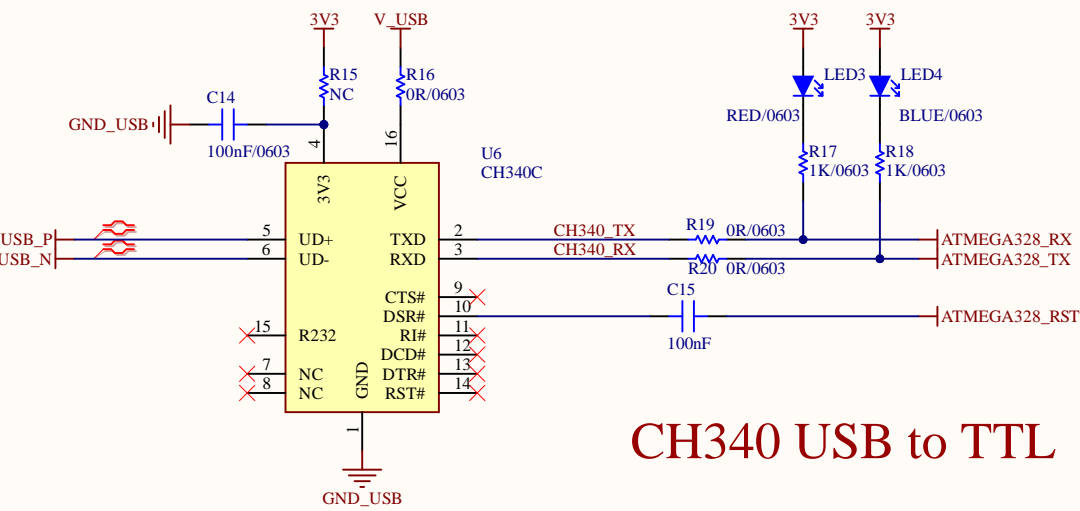 3V3
V_USB
3V3
3V3
R15
NC
R16
0R/0603
LED3
LED4
C14
GND_USB
100nF/0603
RED/0603
BLUE/0603
4
16
U6
CH340C
R17
1K/0603
R18
1K/0603
3V3
VCC
USB_P
5
UD+
TXD
2
CH340_TX
R19
0R/0603
ATMEGA328_RX
USB_N
6
UD-
RXD
3
CH340_RX
R20
0R/0603
ATMEGA328_TX
CTS#
9
C15
DSR#
10
ATMEGA328_RST
15
R232
RI#
11
100nF
DCD#
12
7
NC
GND
DTR#
13
8
NC
RST#
14
1
CH340 USB to TTL
GND_USB